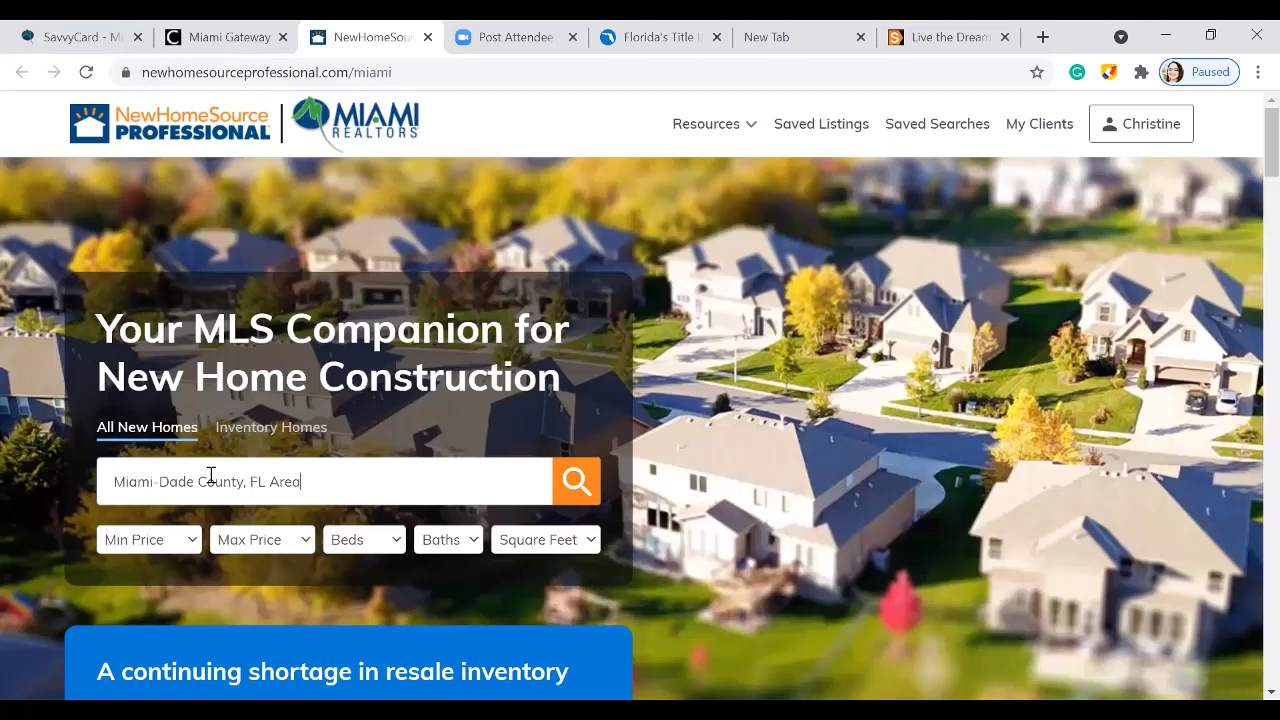 SavvyCard - Mi
Miami Gateway
NewHomeSour
Post Attendee
Florida's Title I
New Tab
Live the Dream
newhomesourceprofessional.com/miami
Paused
NewHomeSource
PROFESSIONAL
MIAMI
REALTORS
Resources
Saved Listings
Saved Searches
My Clients
Christine
Your MLS Companion for
New Home Construction
All New Homes
Inventory Homes
Miami-Dade County, FL Area
Min Price
Max Price
Beds
Baths
Square Feet
A continuing shortage in resale inventory